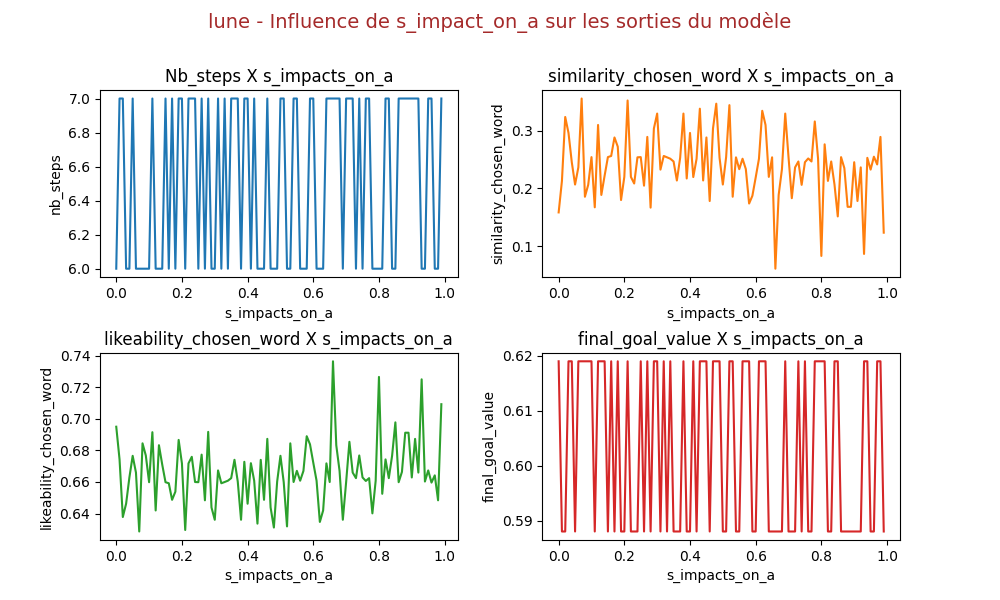 lune - Influence de s_impact_on_a sur les sorties du modèle
Nb_steps X s_impacts_on_a
nb_steps
7.0
6.8
6.6
6.4
6.2
6.0
0.0 0.2 0.4 0.6 0.8 1.0
s_impacts_on_a
similarity_chosen_word X s_impacts_on_a
similarity_chosen_word
0.3
0.2
0.1
0.0 0.2 0.4 0.6 0.8 1.0
s_impacts_on_a
likeability_chosen_word X s_impacts_on_a
likeability_chosen_word
0.74
0.72
0.70
0.68
0.66
0.64
0.0 0.2 0.4 0.6 0.8 1.0
s_impacts_on_a
final_goal_value X s_impacts_on_a
final_goal_value
0.62
0.61
0.60
0.59
0.0 0.2 0.4 0.6 0.8 1.0
s_impacts_on_a